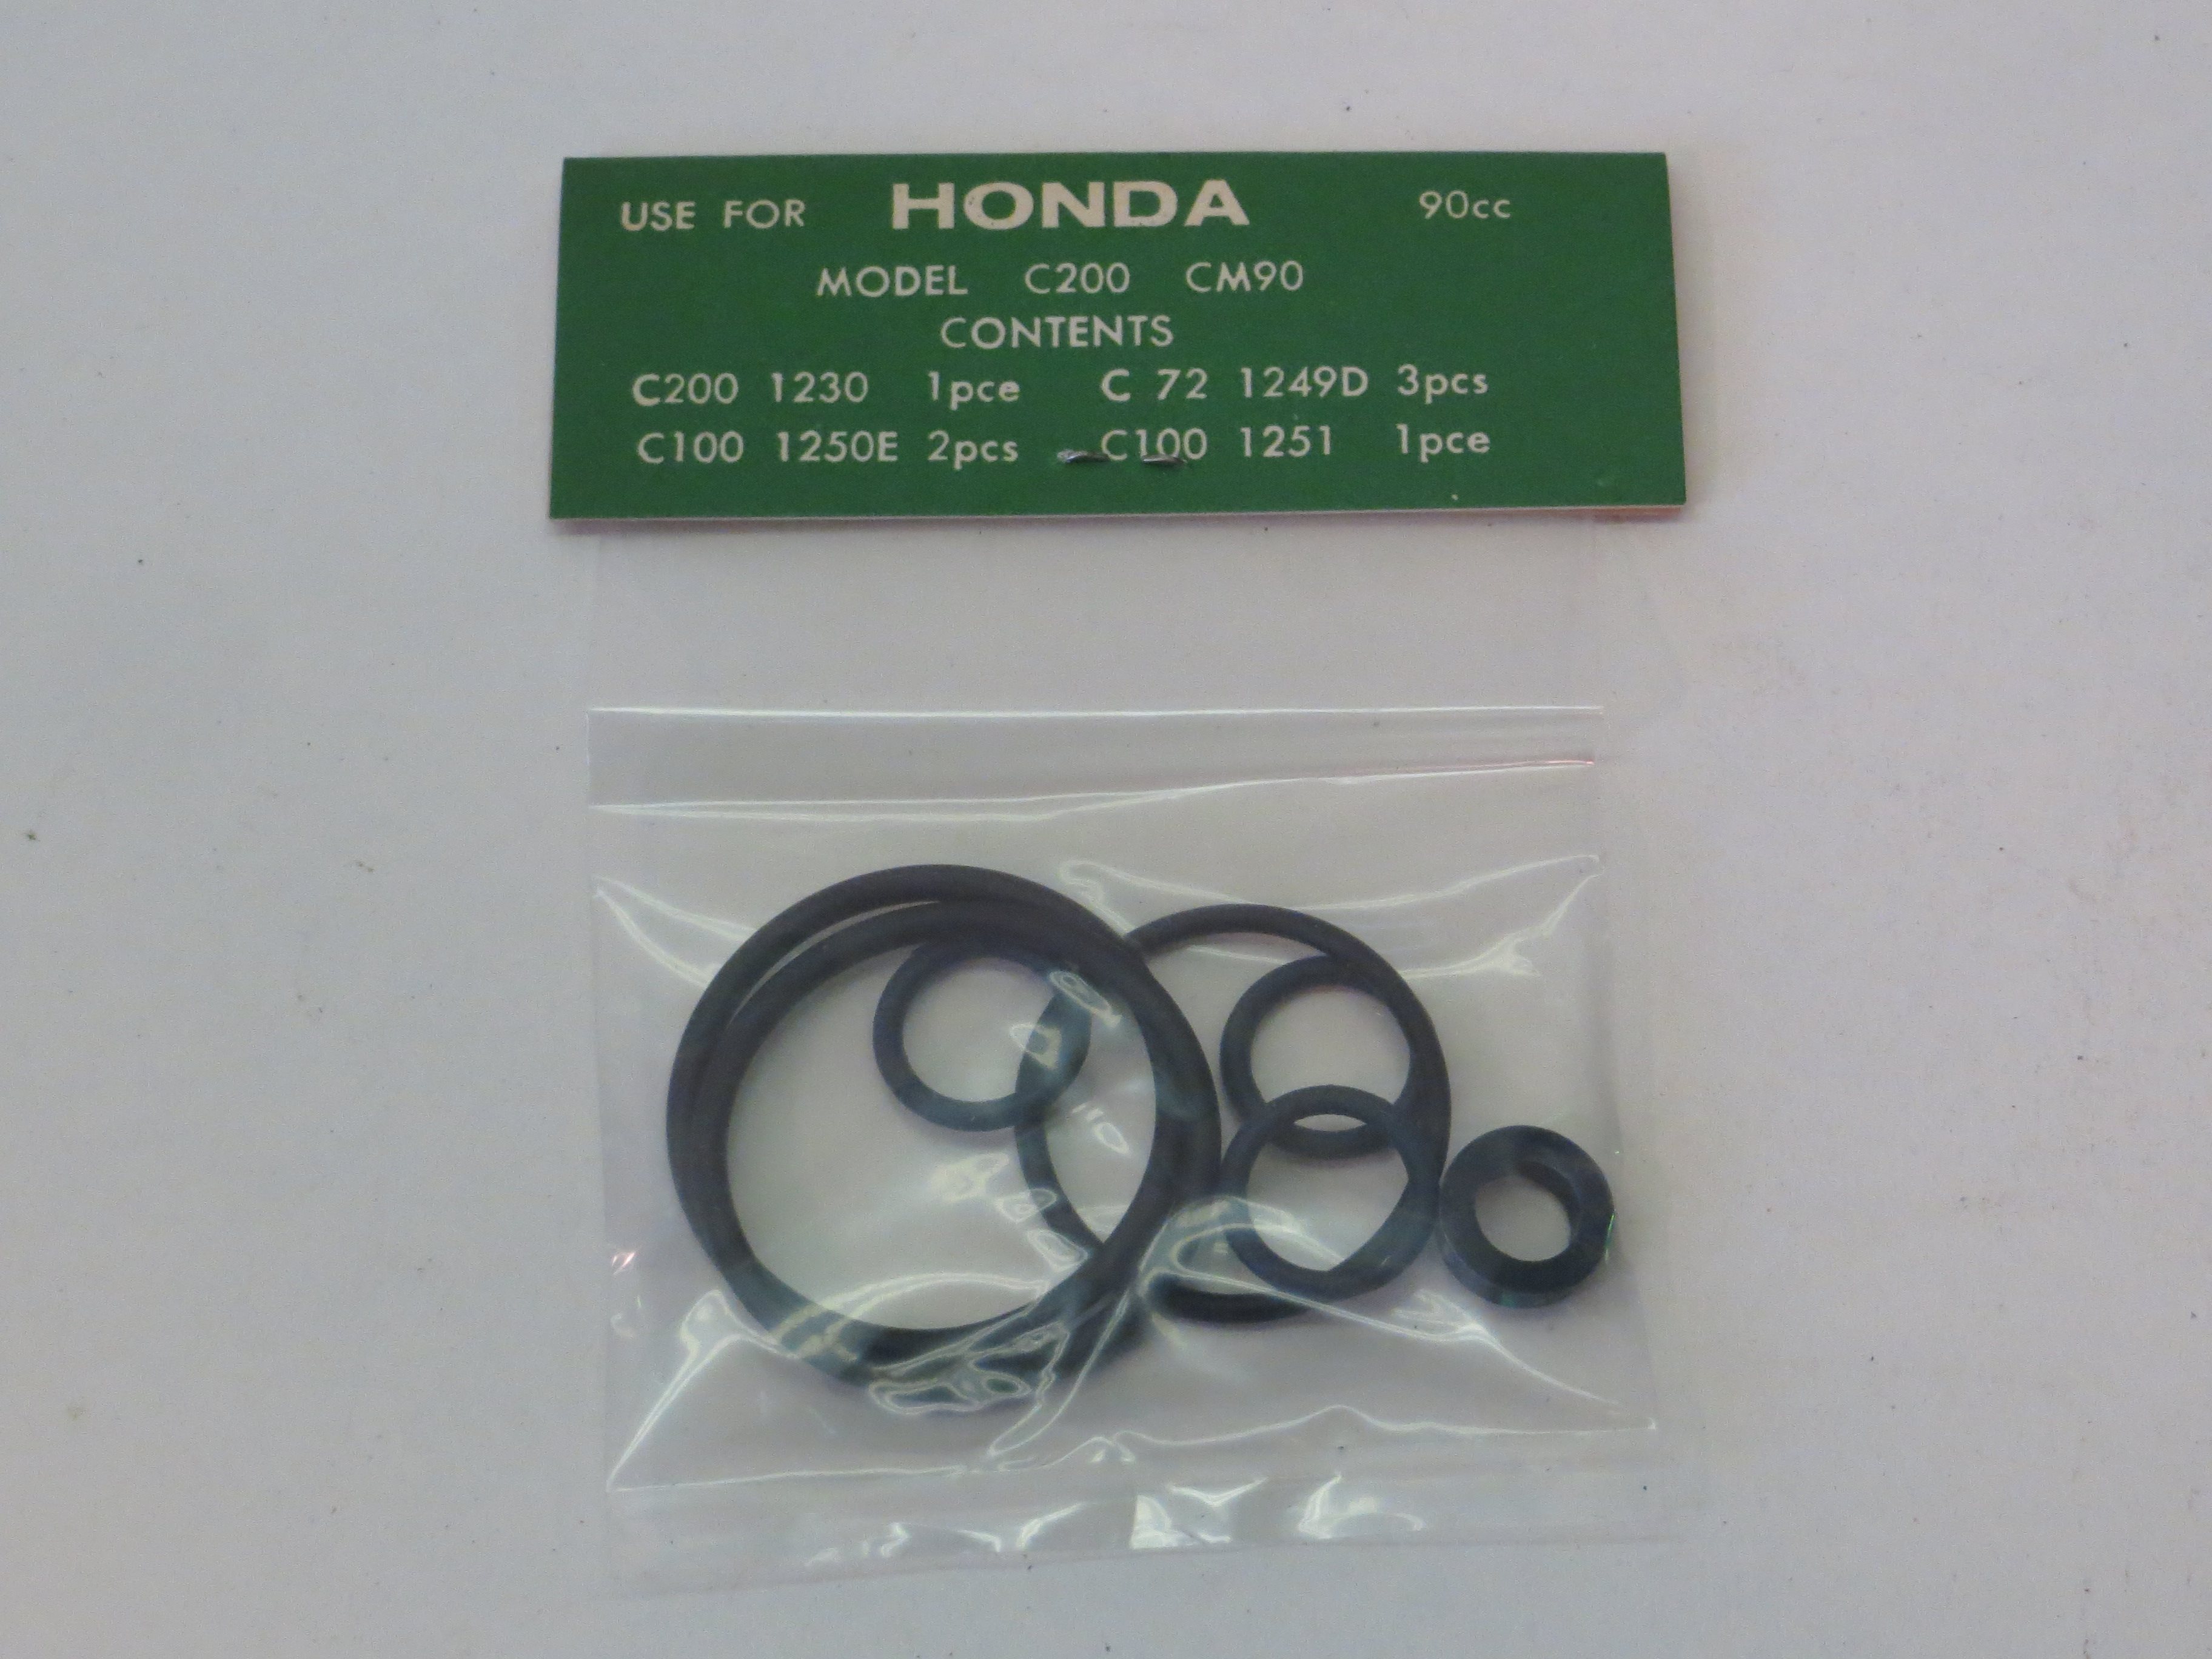 USE FOR HONDA 90cc
MODEL C200 CM90
CONTENTS
C200 1230 1pce C 72 1249D 3pcs
C100 1250E 2pcs C100 1251 1pce